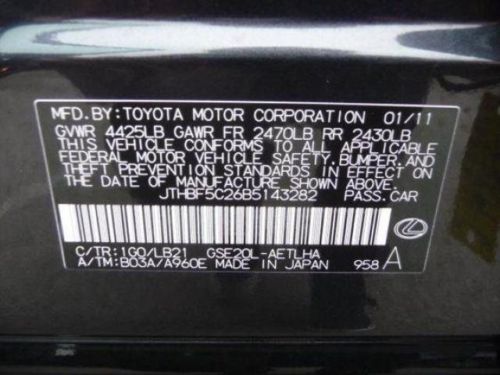 MFD.BY:TOYOTA MOTOR CORPORATION 01/11
GVWR 4425LB GAWR FR 2470LB RR 2430LB
THIS VEHICLE CONFORMS TO ALL APPLICABLE
FEDERAL MOTOR VEHICLE SAFETY,BUMPER,AND
THEFT PREVENTION STANDARDS IN EFFECT ON
THE DATE OF MANUFACTURE SHOWN ABOVE.
JTHBF5C26B5143282 PASS.CAR
C/TR:1G0/LB21 GSE20L-AETLHA
A/TM:B03A/A960E MADE IN JAPAN 958 A